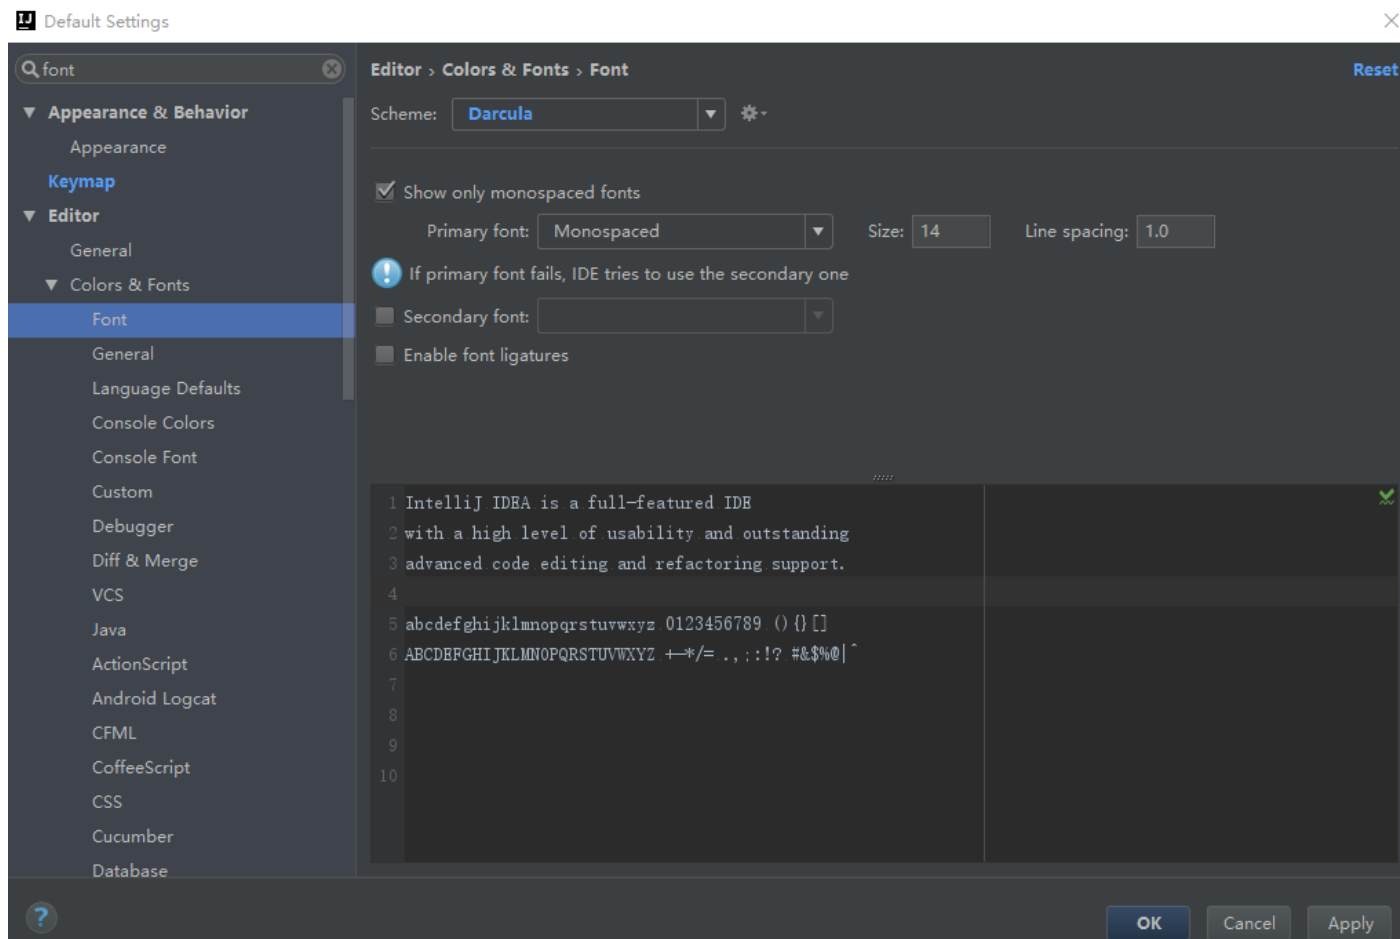 Default Settings
font
Appearance & Behavior
Appearance
Keymap
Editor
General
Colors & Fonts
Font
General
Language Defaults
Console Colors
Console Font
Custom
Debugger
Diff & Merge
VCS
Java
ActionScript
Android Logcat
CFML
CoffeeScript
CSS
Cucumber
Database
Editor › Colors & Fonts › Font
Reset
Scheme: Darcula
Show only monospaced fonts
Primary font: Monospaced Size: 14 Line spacing: 1.0
If primary font fails, IDE tries to use the secondary one
Secondary font:
Enable font ligatures
1 IntelliJ IDEA is a full-featured IDE
2 with a high level of usability and outstanding
3 advanced code editing and refactoring support.
4
5 abcdefghijklmnopqrstuvwxyz 0123456789 (){}[]
6 ABCDEFGHIJKLMNOPQRSTUVWXYZ +-*/= .,;:!? #&$%@|^
7
8
9
10
?
OK Cancel Apply